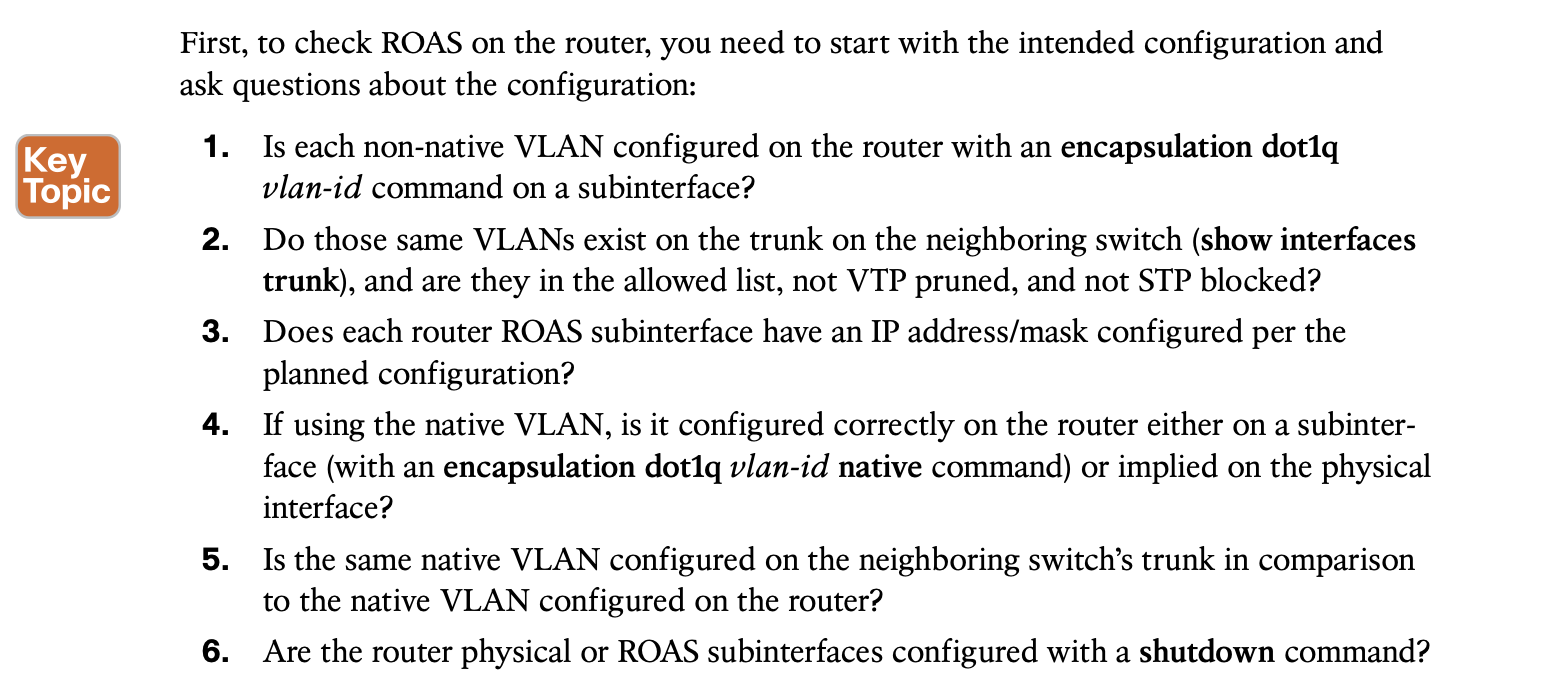 First, to check ROAS on the router, you need to start with the intended configuration and
ask questions about the configuration:
Key
Topic
1. Is each non-native VLAN configured on the router with an encapsulation dot1q
vlan-id command on a subinterface?
2. Do those same VLANs exist on the trunk on the neighboring switch (show interfaces
trunk), and are they in the allowed list, not VTP pruned, and not STP blocked?
3. Does each router ROAS subinterface have an IP address/mask configured per the
planned configuration?
4. If using the native VLAN, is it configured correctly on the router either on a subinter-
face (with an encapsulation dot1q vlan-id native command) or implied on the physical
interface?
5. Is the same native VLAN configured on the neighboring switch’s trunk in comparison
to the native VLAN configured on the router?
6. Are the router physical or ROAS subinterfaces configured with a shutdown command?